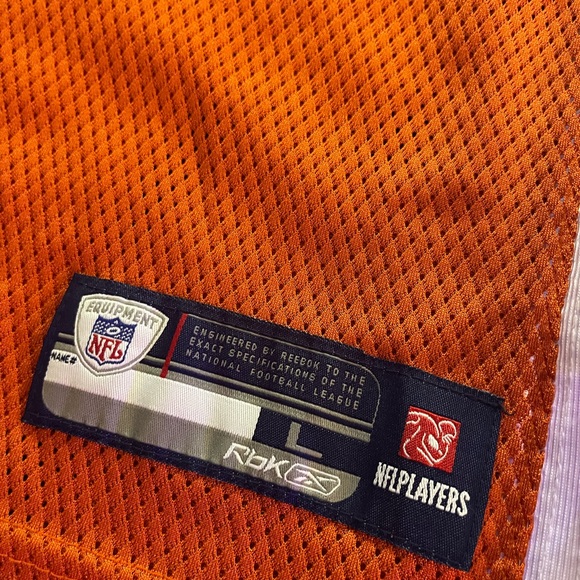 EQUIPMENT
NFL
NAME#
ENGINEERED BY REEBOK TO THE
EXACT SPECIFICATIONS OF THE
NATIONAL FOOTBALL LEAGUE
L
RbK
NFLPLAYERS